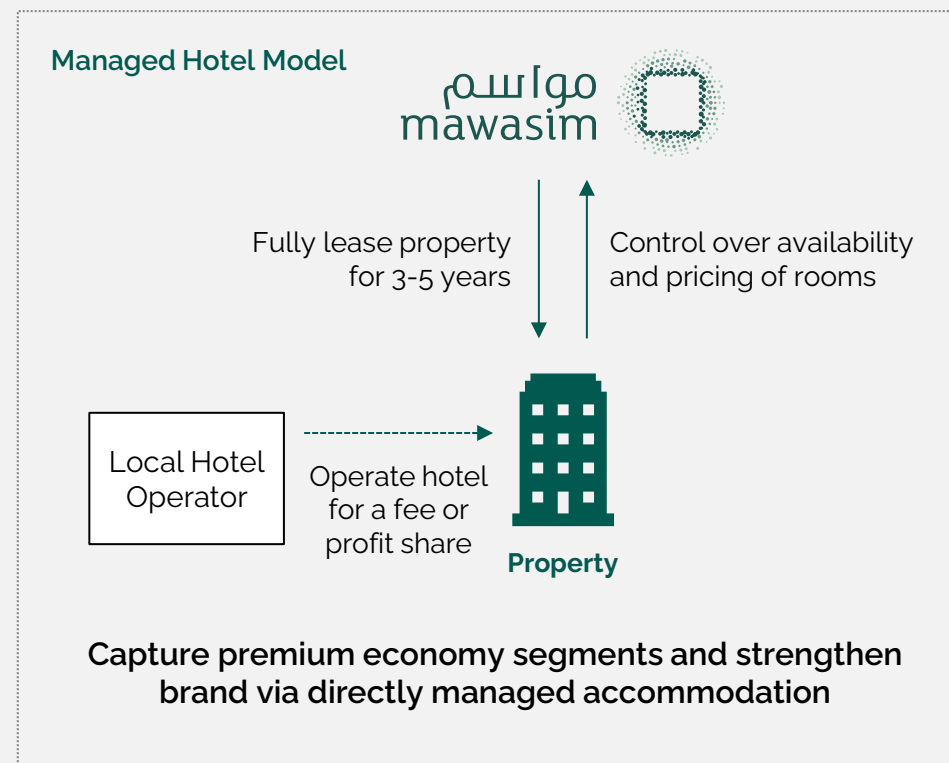 Managed Hotel Model
مواسم
mawasim
Fully lease property
for 3-5 years
Control over availability
and pricing of rooms
Local Hotel
Operator
Operate hotel
for a fee or
profit share
Property
Capture premium economy segments and strengthen
brand via directly managed accommodation